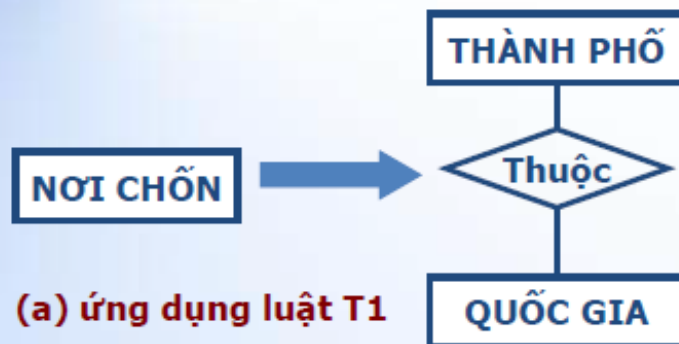 THÀNH PHỐ
Thuộc
NƠI CHỐN
(a) ứng dụng luật T1
QUỐC GIA